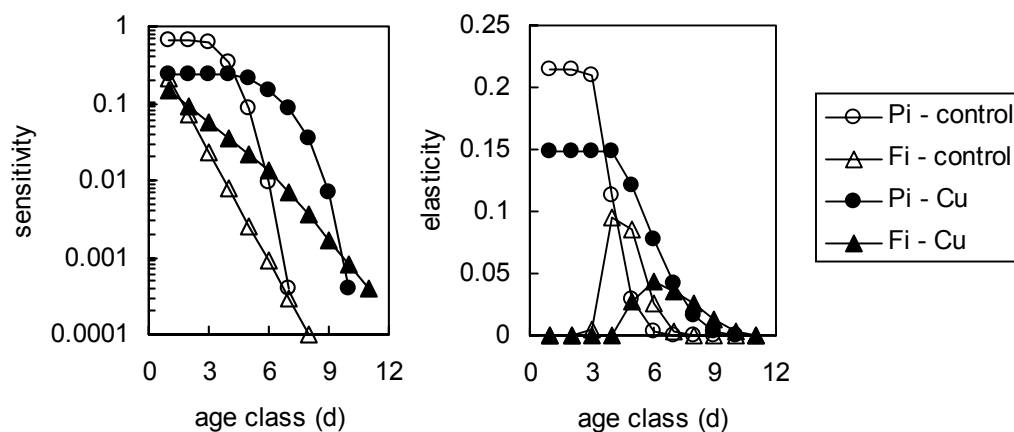 sensitivity
1
0.1
0.01
0.001
0.0001
0 3 6 9 12
age class (d)
elasticity
0.25
0.2
0.15
0.1
0.05
0
0 3 6 9 12
age class (d)
Pi - control
Fi - control
Pi - Cu
Fi - Cu